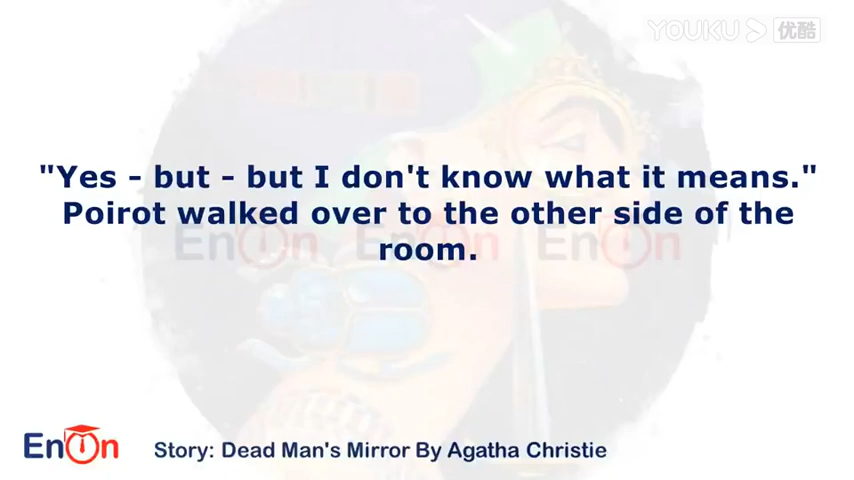 YOUKU 优酷
"Yes - but - but I don't know what it means."
Poirot walked over to the other side of the
room.
EnOn EnOn EnOn
EnOn
Story: Dead Man's Mirror By Agatha Christie